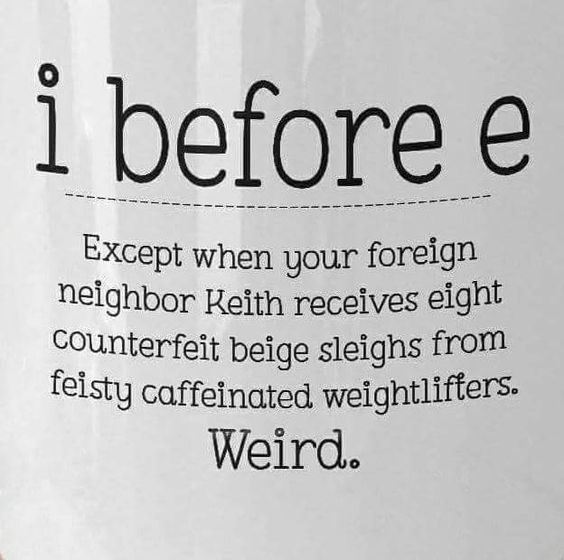 i before e
Except when your foreign
neighbor Keith receives eight
counterfeit beige sleighs from
feisty caffeinated weightlifters.
Weird.